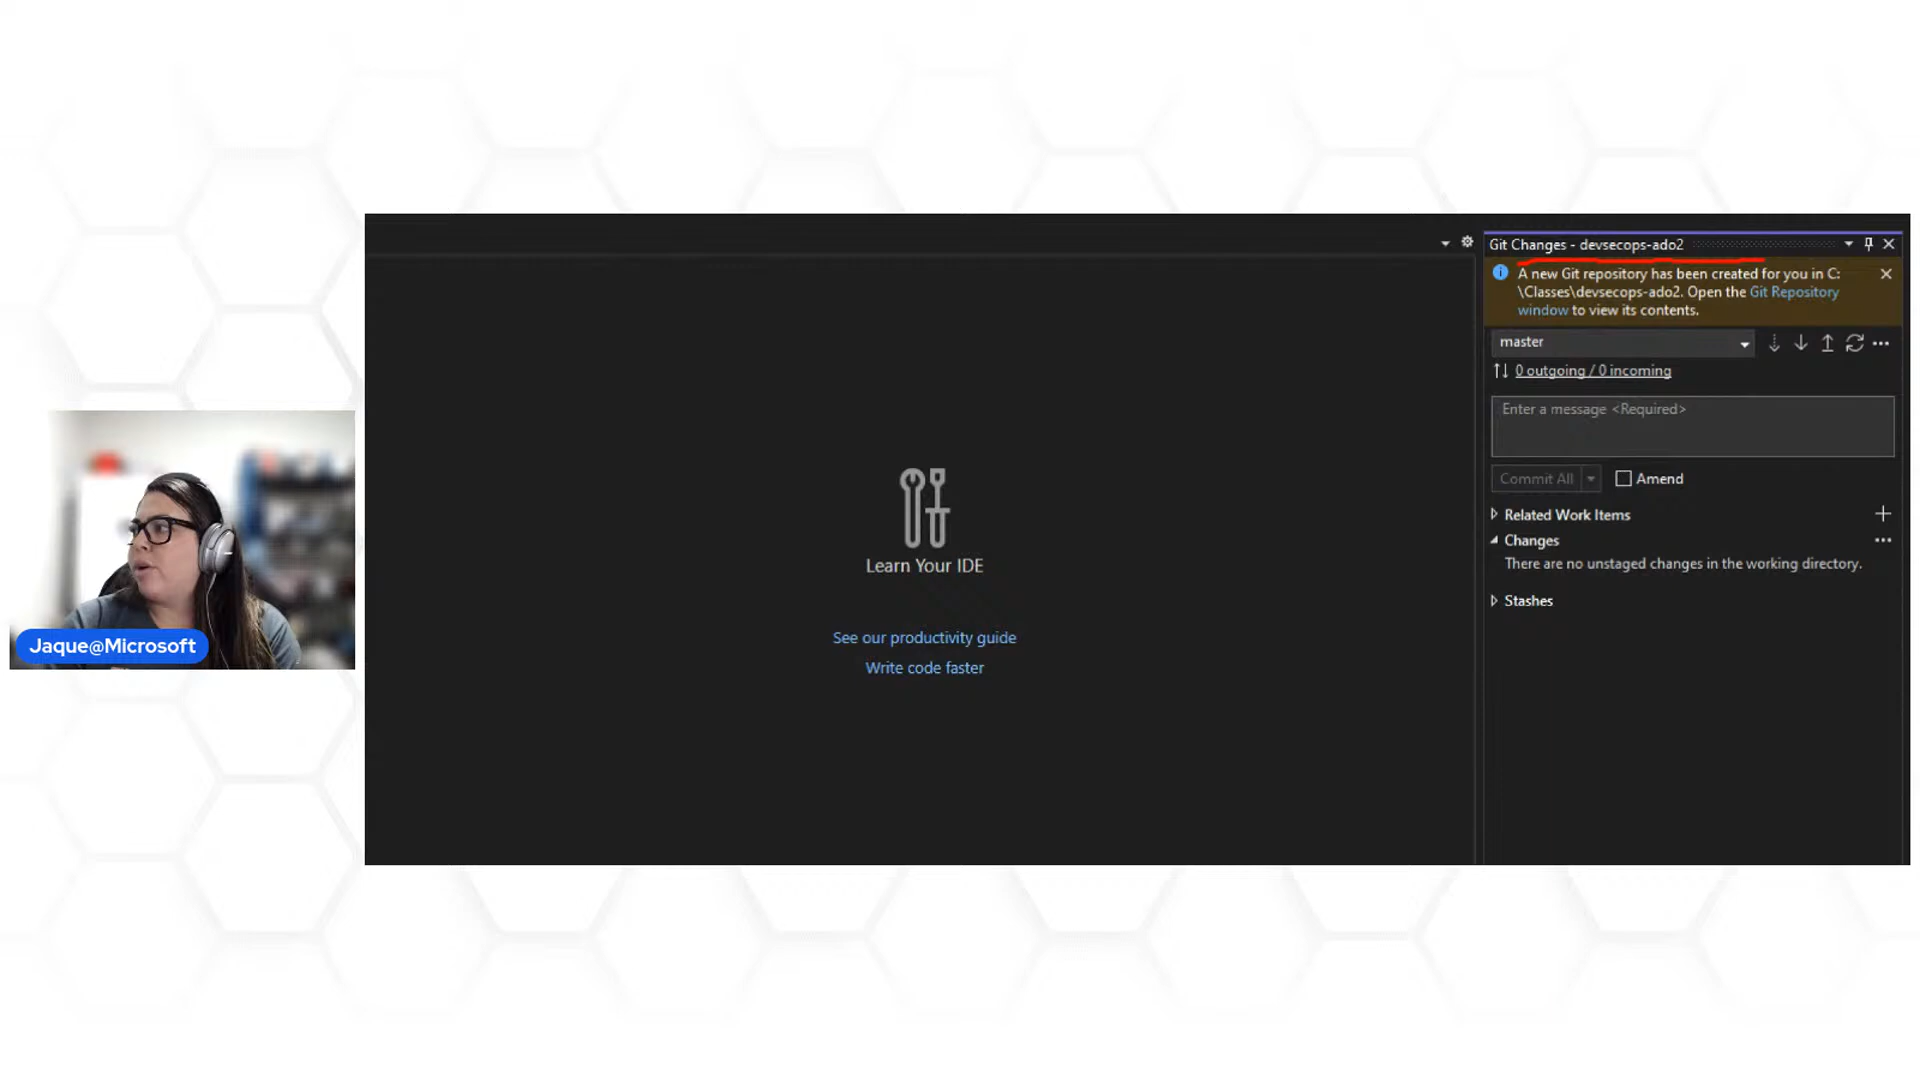 Git Changes - devsecops-ado2
A new Git repository has been created for you in C:
\Classes\devsecops-ado2. Open the Git Repository
window to view its contents.
master
0 outgoing / 0 incoming
Enter a message <Required>
Commit All
Amend
Related Work Items
Changes
There are no unstaged changes in the working directory.
Stashes
Learn Your IDE
See our productivity guide
Write code faster
Jaque@Microsoft